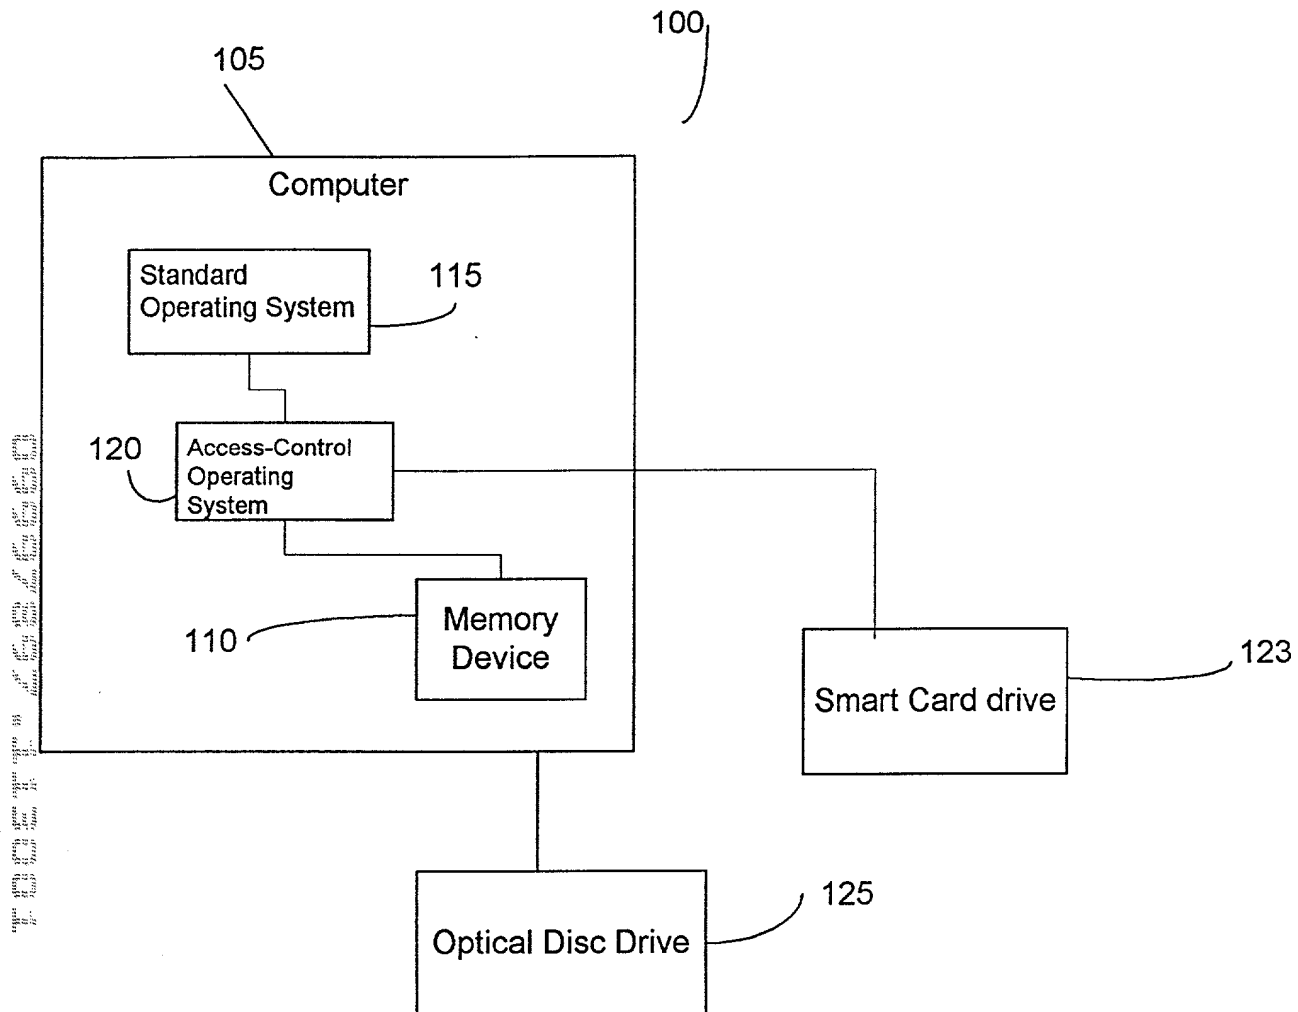 100
105
Computer
Standard
Operating System
115
120
Access-Control
Operating
System
110
Memory
Device
123
Smart Card drive
125
Optical Disc Drive